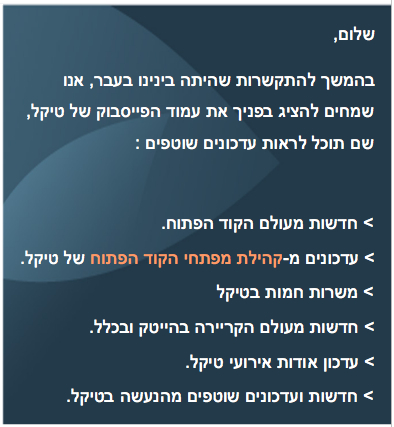 שלום,
בהמשך להתקשרות שהיתה בינינו בעבר, אנו
שמחים להציג בפניך את עמוד הפייסבוק של טיקל,
שם תוכל לראות עדכונים שוטפים :
> חדשות מעולם הקוד הפתוח.
> עדכונים מ-קהילת מפתחי הקוד הפתוח של טיקל.
> משרות חמות בטיקל
> חדשות מעולם הקריירה בהייטק ובכלל.
> עדכון אודות אירועי טיקל.
> חדשות ועדכונים שוטפים מהנעשה בטיקל.